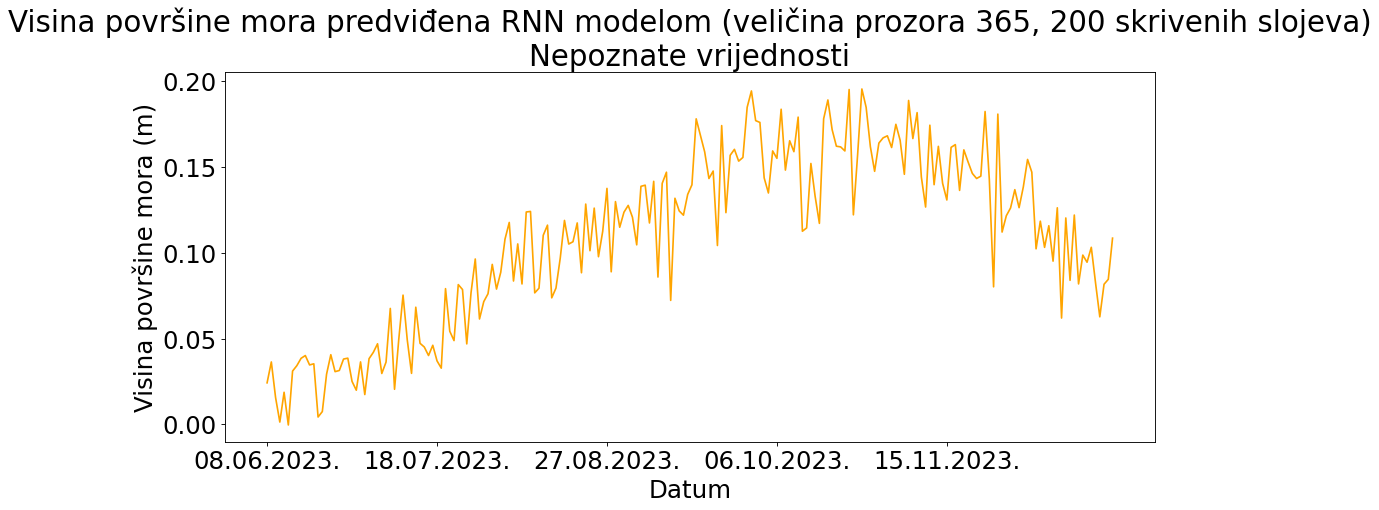 Visina površine mora predviđena RNN modelom (veličina prozora 365, 200 skrivenih slojeva)
Nepoznate vrijednosti
Visina površine mora (m)
0.20
0.15
0.10
0.05
0.00
08.06.2023. 18.07.2023. 27.08.2023. 06.10.2023. 15.11.2023.
Datum